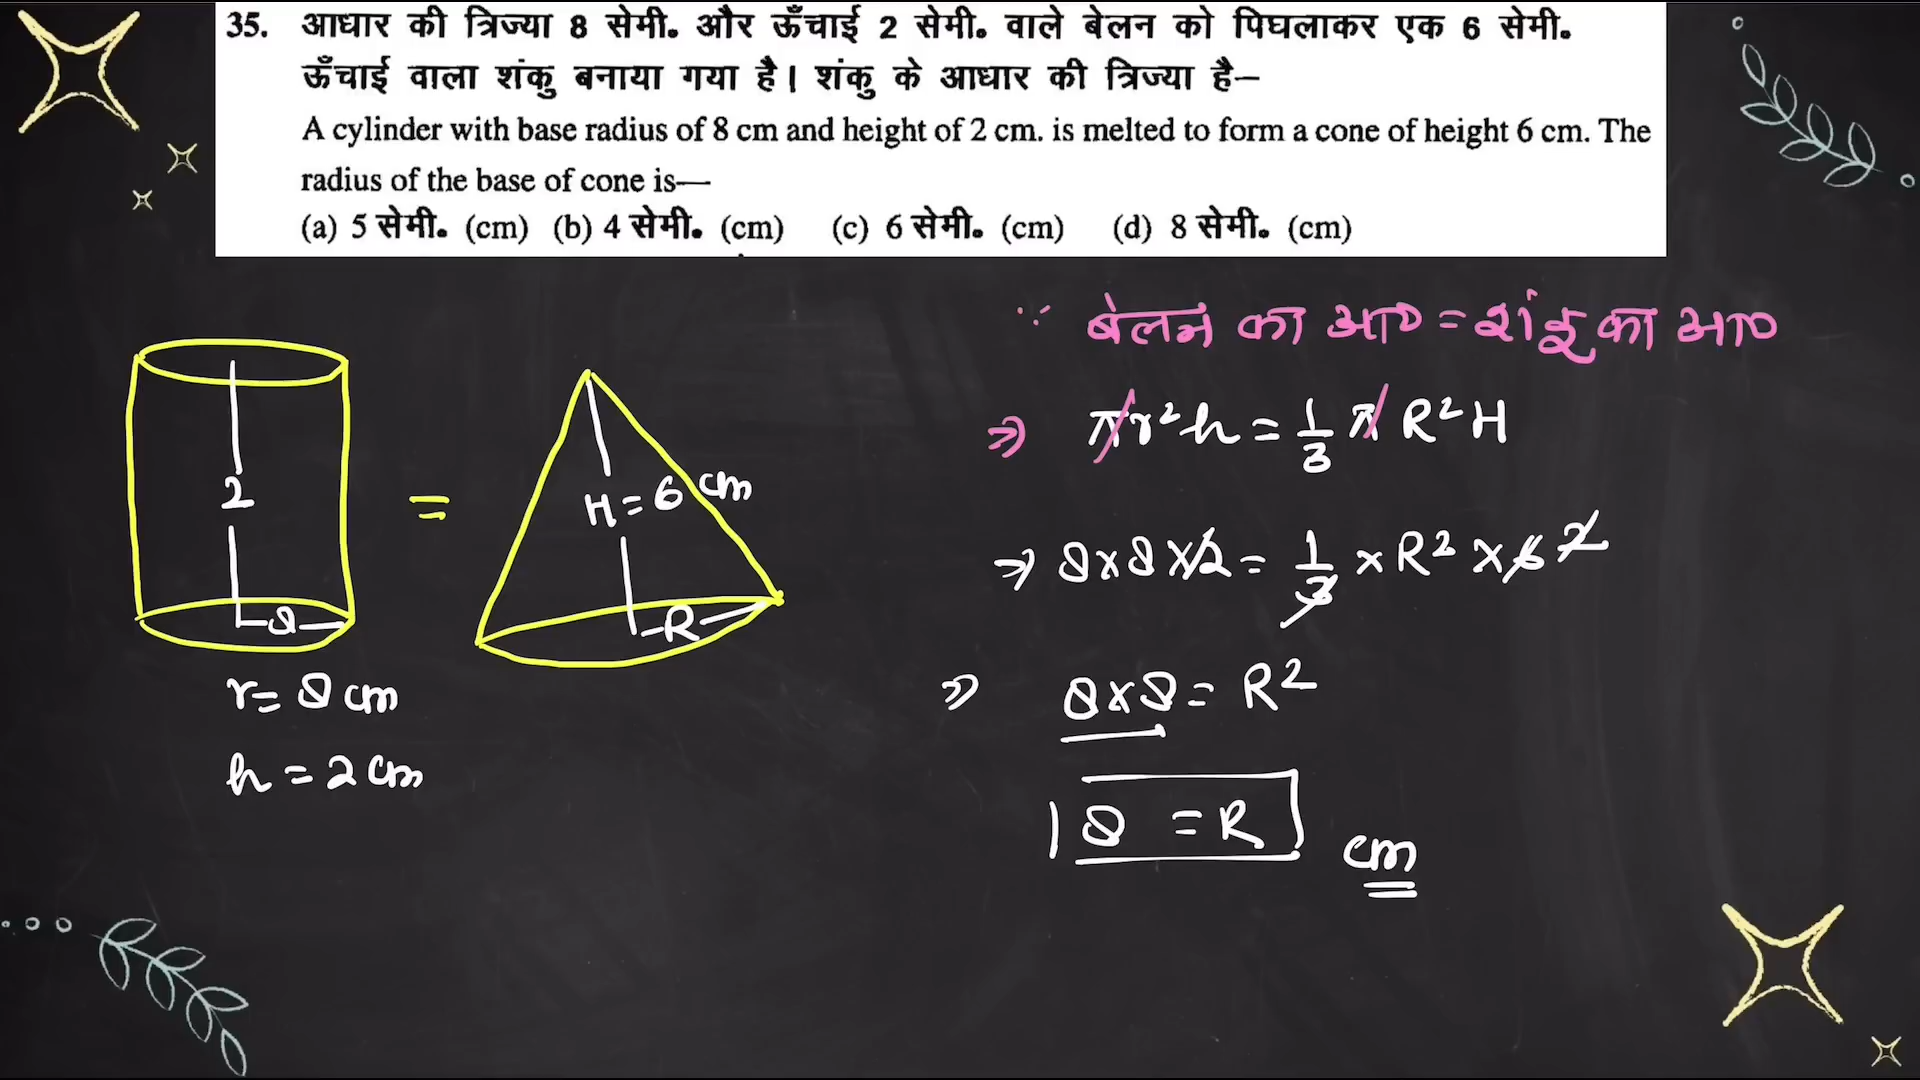 35. आधार की त्रिज्या 8 सेमी. और ऊँचाई 2 सेमी. वाले बेलन को पिघलाकर एक 6 सेमी.
ऊँचाई वाला शंकु बनाया गया है। शंकु के आधार की त्रिज्या है–
A cylinder with base radius of 8 cm and height of 2 cm. is melted to form a cone of height 6 cm. The
radius of the base of cone is—
(a) 5 सेमी. (cm) (b) 4 सेमी. (cm) (c) 6 सेमी. (cm) (d) 8 सेमी. (cm)
∵ बेलन का आ० = शंकु का आ०
⇒ πr²h = 1/3 π R²H
⇒ 8×8×2 = 1/3 × R² × 6 2
⇒ 8×8 = R²
8 = R cm
2
8
r = 8 cm
h = 2 cm
=
H = 6 cm
R